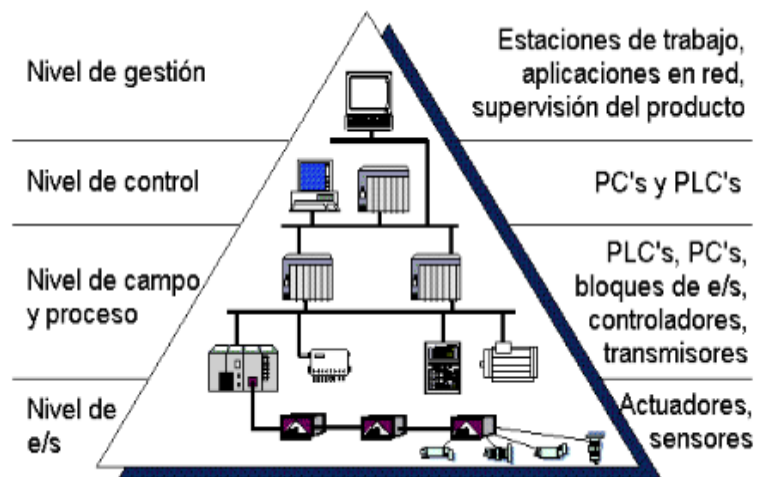 Nivel de gestión
Estaciones de trabajo,
aplicaciones en red,
supervisión del producto
Nivel de control
PC's y PLC's
Nivel de campo
y proceso
PLC's, PC's,
bloques de e/s,
controladores,
transmisores
Nivel de
e/s
Actuadores,
sensores